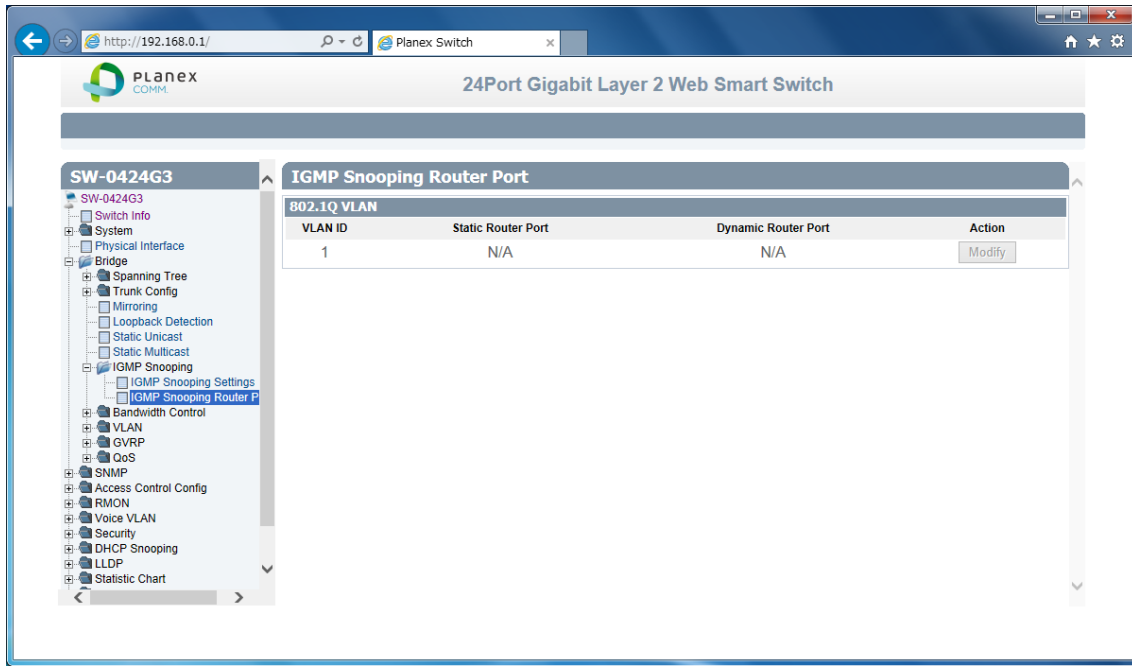 http://192.168.0.1/
Planex Switch
PLANEX
COMM.
24Port Gigabit Layer 2 Web Smart Switch
SW-0424G3
SW-0424G3
Switch Info
System
Physical Interface
Bridge
Spanning Tree
Trunk Config
Mirroring
Loopback Detection
Static Unicast
Static Multicast
IGMP Snooping
IGMP Snooping Settings
IGMP Snooping Router P
Bandwidth Control
VLAN
GVRP
QoS
SNMP
Access Control Config
RMON
Voice VLAN
Security
DHCP Snooping
LLDP
Statistic Chart
IGMP Snooping Router Port
802.1Q VLAN
VLAN ID Static Router Port Dynamic Router Port Action
1 N/A N/A Modify